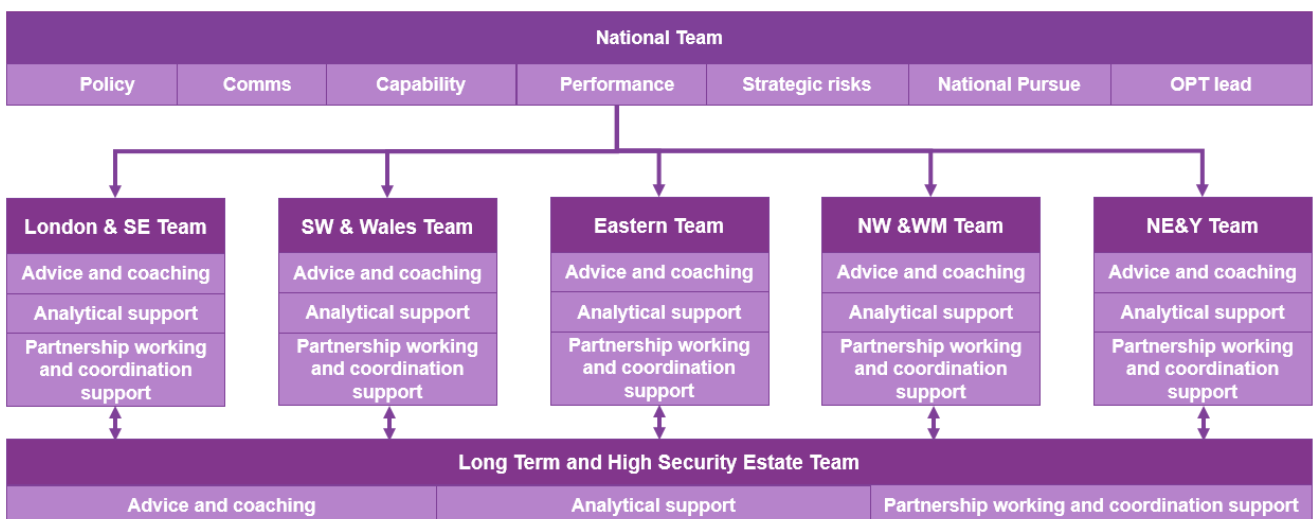 National Team
Policy
Comms
Capability
Performance
Strategic risks
National Pursue
OPT lead
London & SE Team
Advice and coaching
Analytical support
Partnership working
and coordination
support
SW & Wales Team
Advice and coaching
Analytical support
Partnership working
and coordination
support
Eastern Team
Advice and coaching
Analytical support
Partnership working
and coordination
support
NW &WM Team
Advice and coaching
Analytical support
Partnership working
and coordination
support
NE&Y Team
Advice and coaching
Analytical support
Partnership working
and coordination
support
Long Term and High Security Estate Team
Advice and coaching
Analytical support
Partnership working and coordination support